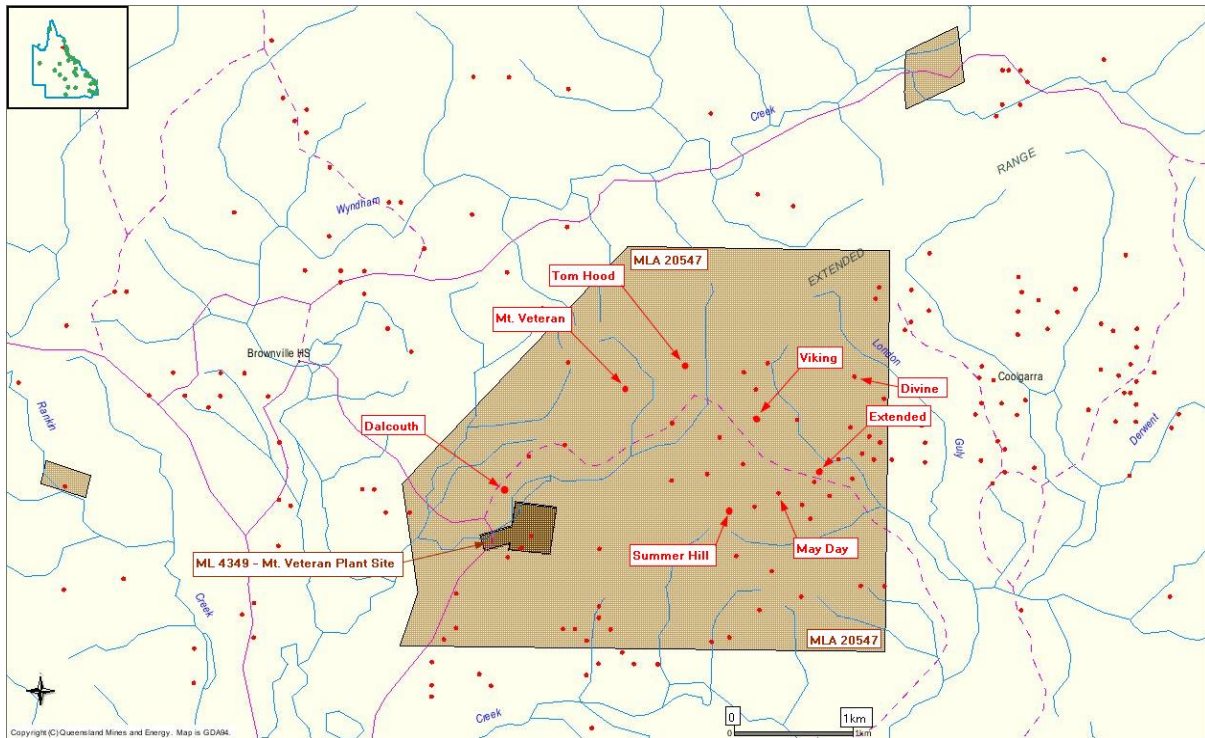 Creek
RANGE
Wyndham
MLA 20547
Tom Hood
EXTENDED
Mt. Veteran
Brownville HS
London
Viking
Coolgarra
Divine
Rankin
Extended
Dalcouth
Derwent
Gully
Summer Hill
May Day
ML 4349 - Mt. Veteran Plant Site
Creek
MLA 20547
Creek
0
1km
0
1km
Copyright (C) Queensland Mines and Energy. Map is GDA94.